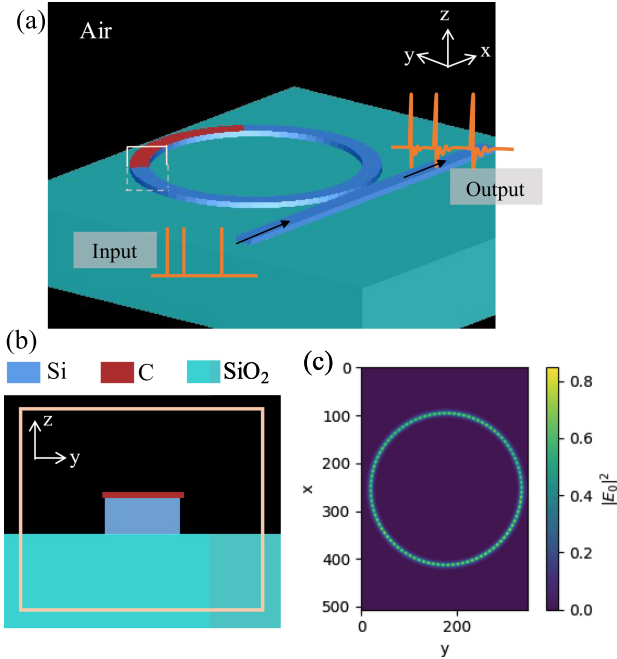 (a)
Air
z
y
x
Output
Input
(b)
Si
C
SiO₂
z
y
(c)
0
100
200
300
400
500
x
0
200
y
0.8
0.6
0.4
0.2
0.0
|E₀|²